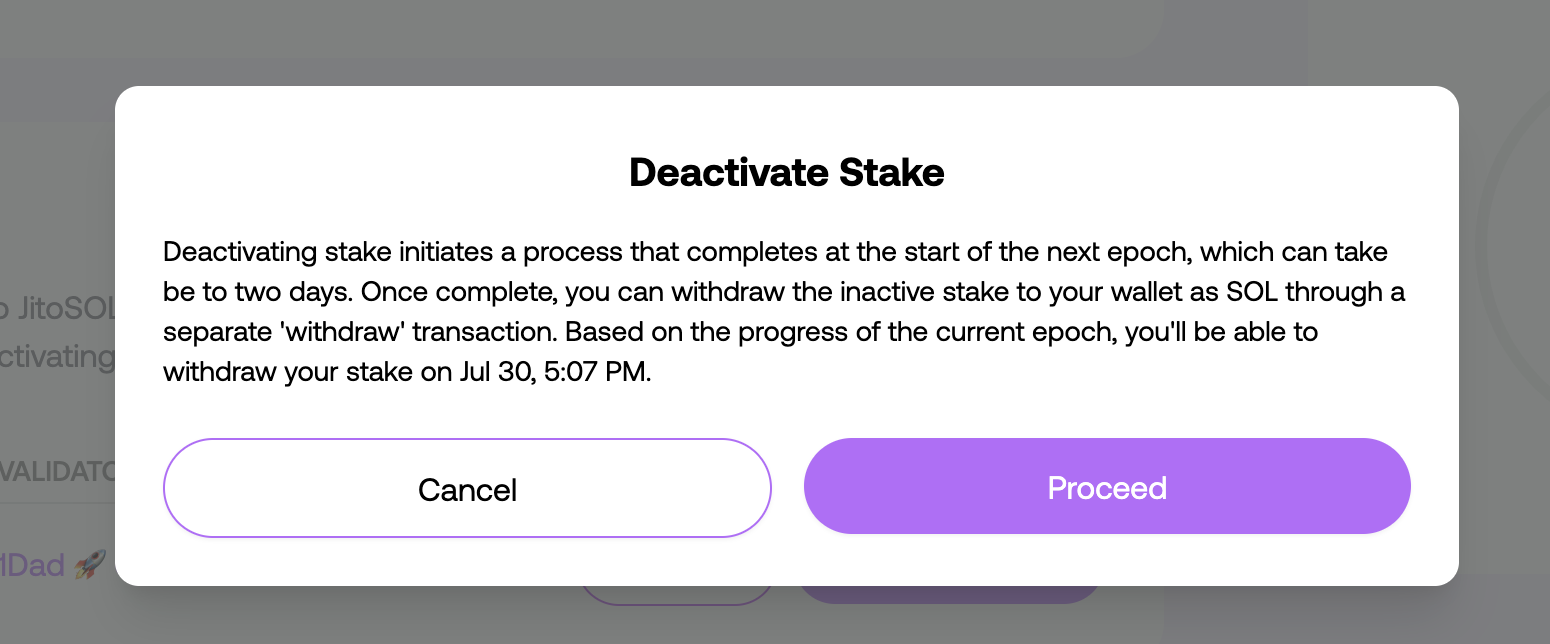 Deactivate Stake
Deactivating stake initiates a process that completes at the start of the next epoch, which can take
be to two days. Once complete, you can withdraw the inactive stake to your wallet as SOL through a
separate 'withdraw' transaction. Based on the progress of the current epoch, you'll be able to
withdraw your stake on Jul 30, 5:07 PM.
JitoSOL
Cancel
Proceed
Dad 🚀